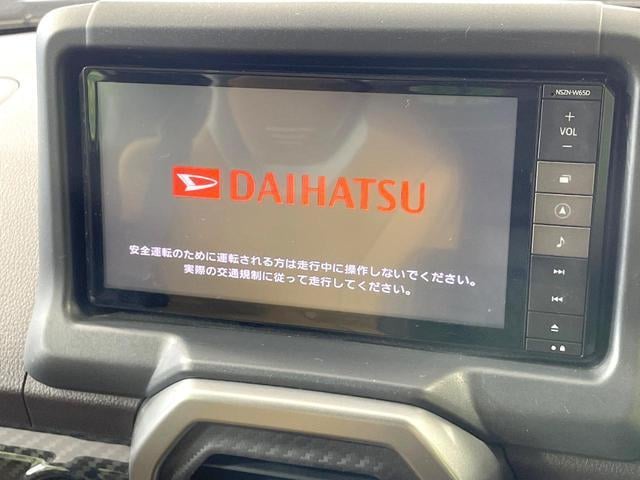 NSZN-W65D
+
VOL
−
DAIHATSU
安全運転のために運転される方は走行中に操作しないでください。
実際の交通規制に従って走行してください。